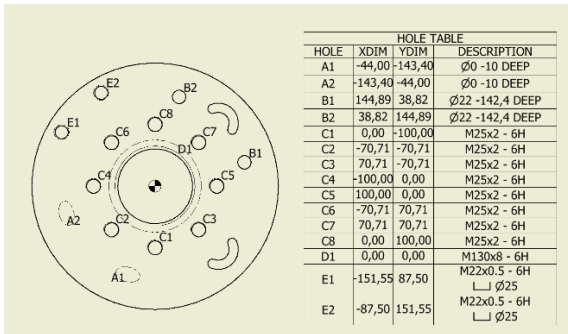 E2
B2
C8
E1
C6
C7
D1
B1
C4
C5
A2
C2
C3
C1
A1
HOLE TABLE
HOLE XDIM YDIM DESCRIPTION
A1 -44,00 -143,40 Ø0 -10 DEEP
A2 -143,40 -44,00 Ø0 -10 DEEP
B1 144,89 38,82 Ø22 -142,4 DEEP
B2 38,82 144,89 Ø22 -142,4 DEEP
C1 0,00 -100,00 M25x2 - 6H
C2 -70,71 -70,71 M25x2 - 6H
C3 70,71 -70,71 M25x2 - 6H
C4 -100,00 0,00 M25x2 - 6H
C5 100,00 0,00 M25x2 - 6H
C6 -70,71 70,71 M25x2 - 6H
C7 70,71 70,71 M25x2 - 6H
C8 0,00 100,00 M25x2 - 6H
D1 0,00 0,00 M130x8 - 6H
E1 -151,55 87,50 M22x0.5 - 6H
⌴ Ø25
E2 -87,50 151,55 M22x0.5 - 6H
⌴ Ø25